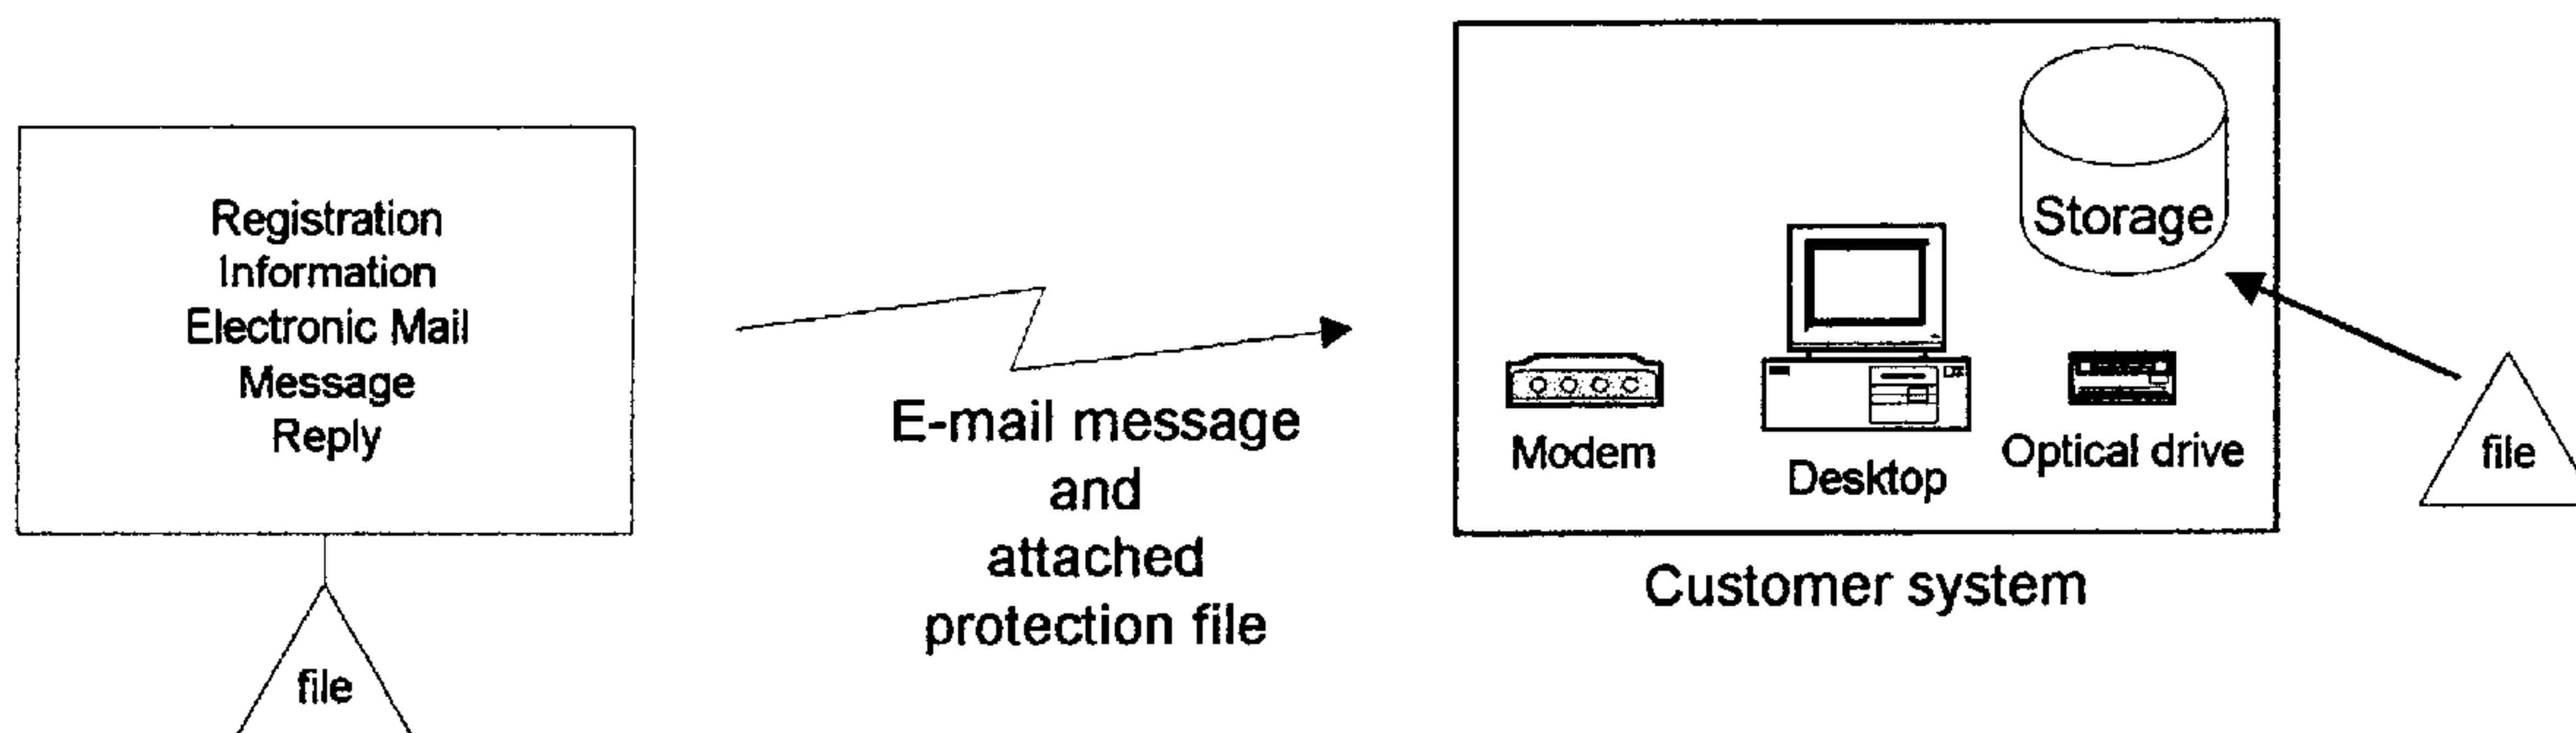 Registration
Information
Electronic Mail
Message
Reply
file
E-mail message
and
attached
protection file
Storage
Modem
Desktop
Optical drive
Customer system
file